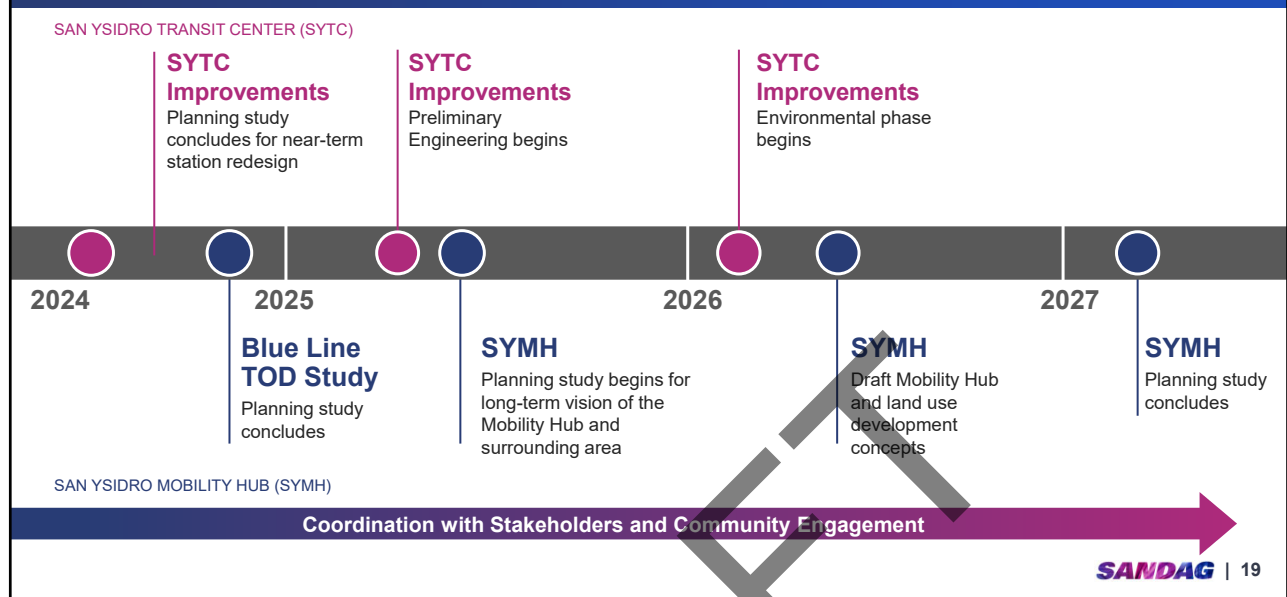 SAN YSIDRO TRANSIT CENTER (SYTC)
SYTC
Improvements
Planning study
concludes for near-term
station redesign
SYTC
Improvements
Preliminary
Engineering begins
SYTC
Improvements
Environmental phase
begins
2024
2025
2026
2027
Blue Line
TOD Study
Planning study
concludes
SYMH
Planning study begins for
long-term vision of the
Mobility Hub and
surrounding area
SYMH
Draft Mobility Hub
and land use
development
concepts
SYMH
Planning study
concludes
SAN YSIDRO MOBILITY HUB (SYMH)
Coordination with Stakeholders and Community Engagement
SANDAG | 19